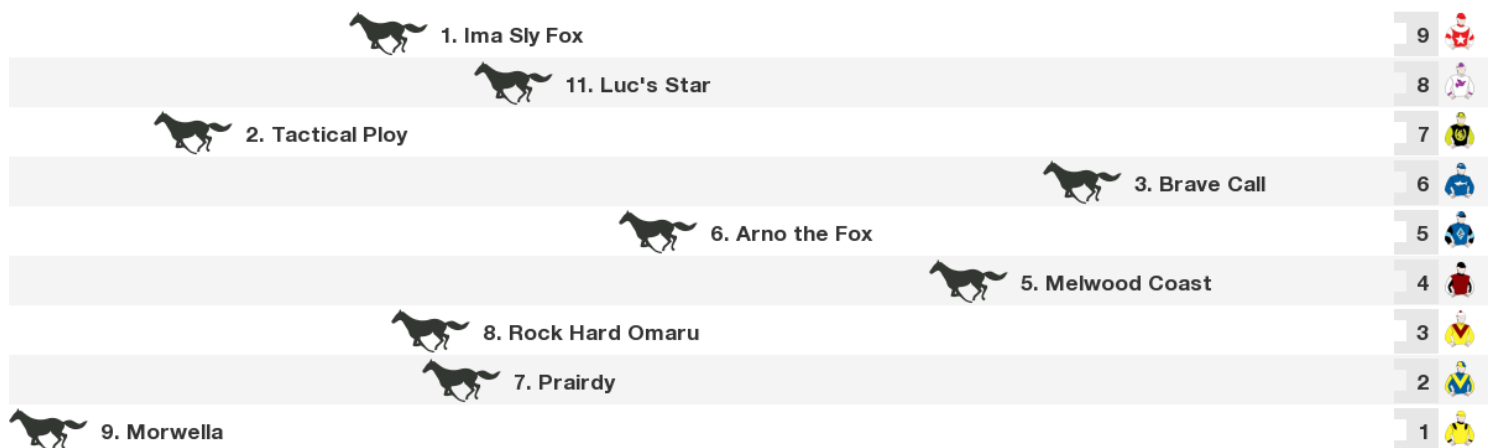 1. Ima Sly Fox 9
11. Luc's Star 8
2. Tactical Ploy 7
3. Brave Call 6
6. Arno the Fox 5
5. Melwood Coast 4
8. Rock Hard Omaru 3
7. Prairdy 2
9. Morwella 1